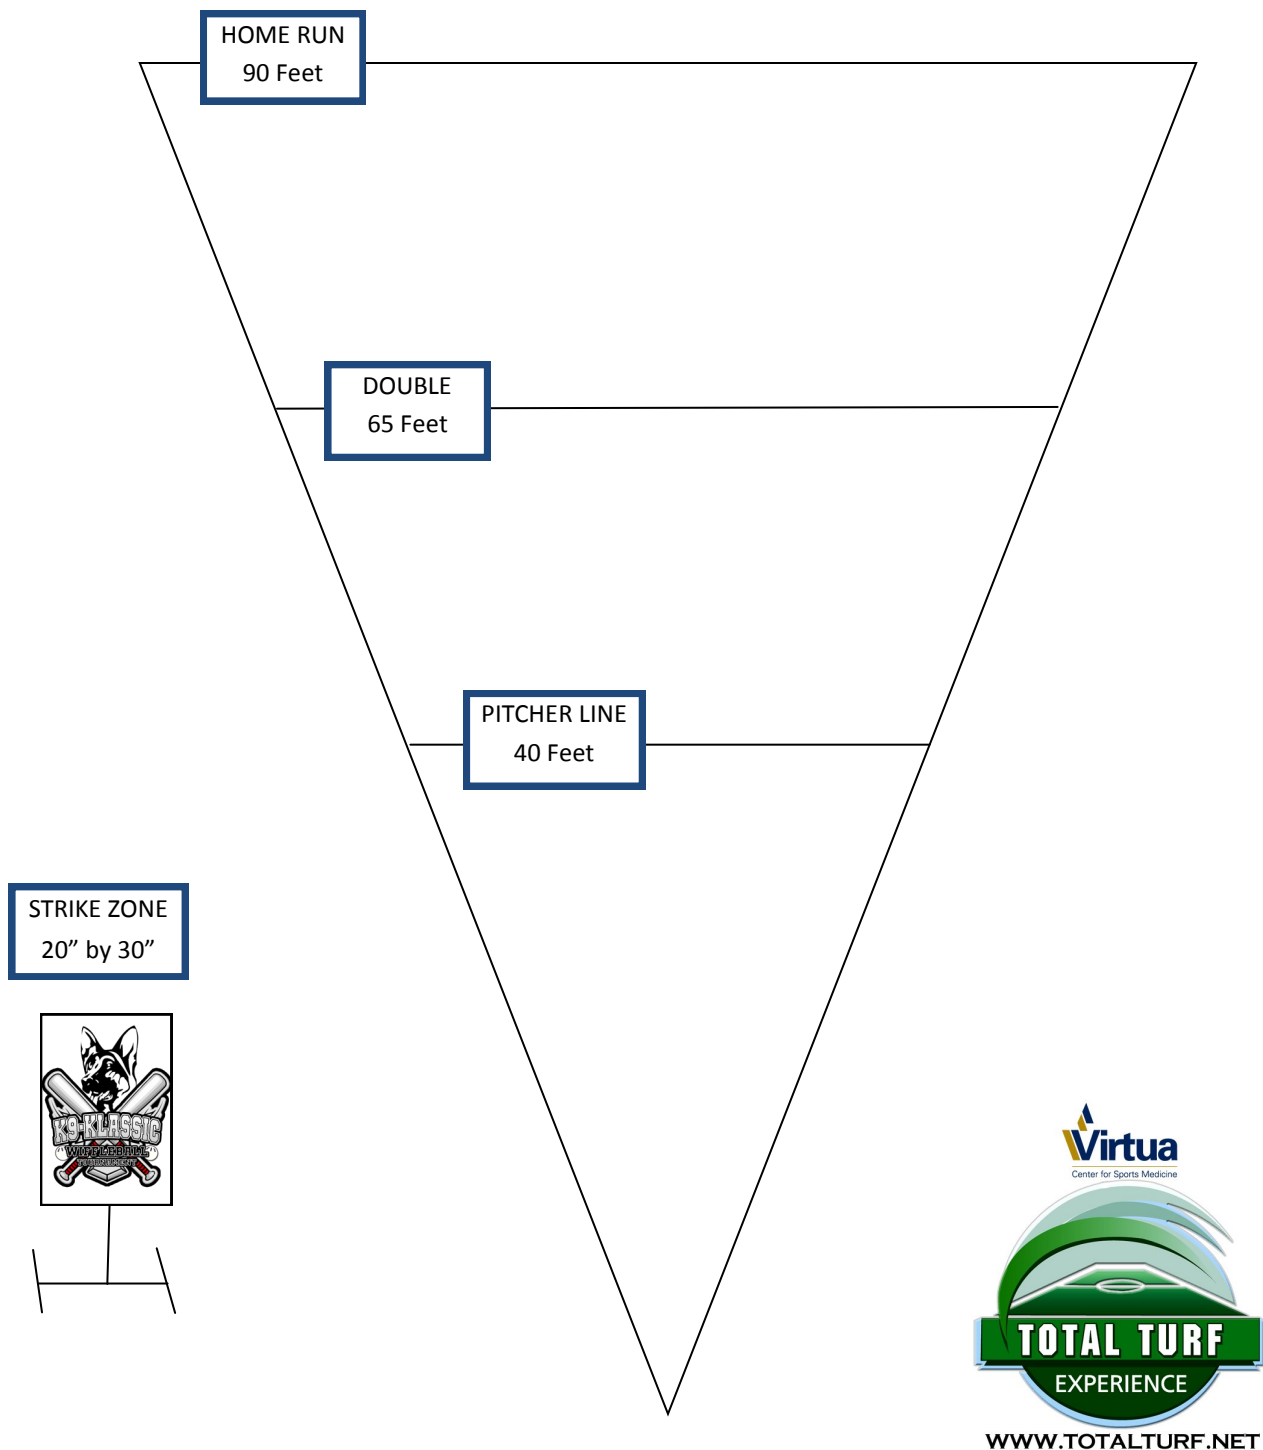 HOME RUN
90 Feet
DOUBLE
65 Feet
PITCHER LINE
40 Feet
STRIKE ZONE
20” by 30”
K9-KLASSIC
WIFFLEBALL
TOURNAMENT
Virtua
Center for Sports Medicine
TOTAL TURF
EXPERIENCE
WWW.TOTALTURF.NET